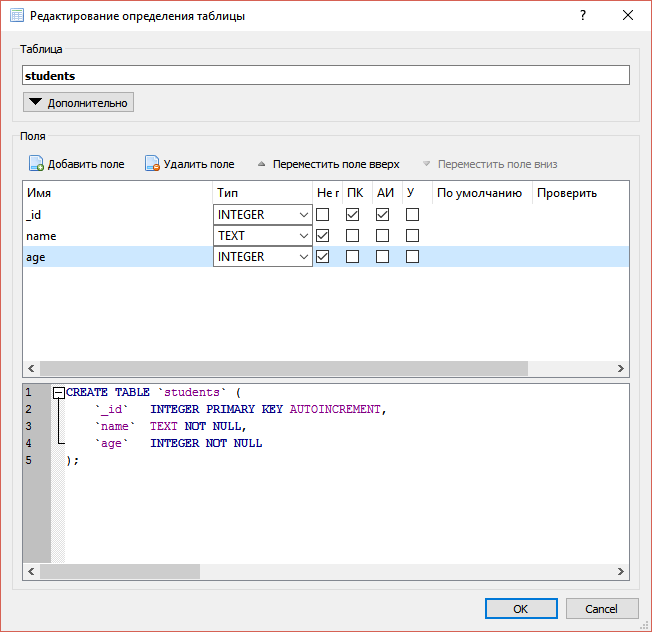 Редактирование определения таблицы
?
Таблица
students
Дополнительно
Поля
Добавить поле Удалить поле Переместить поле вверх Переместить поле вниз
Имя Тип Не г ПК АИ У По умолчанию Проверить
_id INTEGER
name TEXT
age INTEGER
1 CREATE TABLE `students` (
2 `_id` INTEGER PRIMARY KEY AUTOINCREMENT,
3 `name` TEXT NOT NULL,
4 `age` INTEGER NOT NULL
5 );
OK Cancel